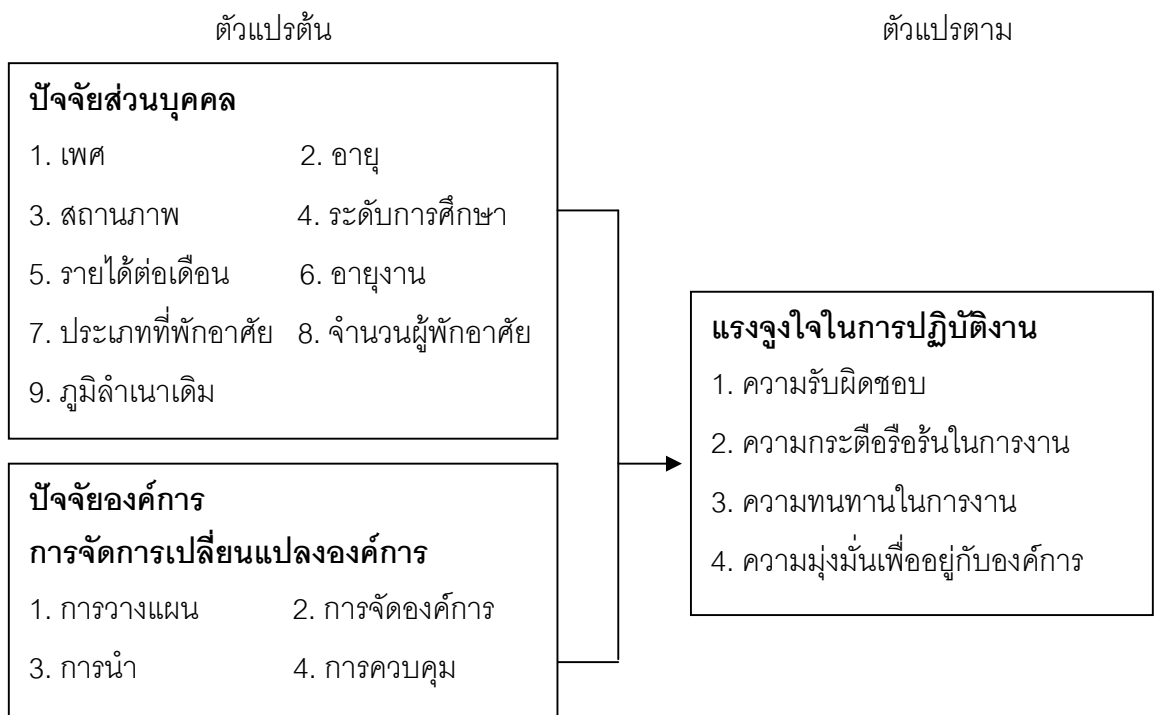 ตัวแปรต้น ตัวแปรตาม
ปัจจัยส่วนบุคคล
1. เพศ 2. อายุ
3. สถานภาพ 4. ระดับการศึกษา
5. รายได้ต่อเดือน 6. อายุงาน
7. ประเภทที่พักอาศัย 8. จำนวนผู้พักอาศัย
9. ภูมิลำเนาเดิม
ปัจจัยองค์การ
การจัดการเปลี่ยนแปลงองค์การ
1. การวางแผน 2. การจัดองค์การ
3. การนำ 4. การควบคุม
แรงจูงใจในการปฏิบัติงาน
1. ความรับผิดชอบ
2. ความกระตือรือร้นในการงาน
3. ความทนทานในการงาน
4. ความมุ่งมั่นเพื่ออยู่กับองค์การ